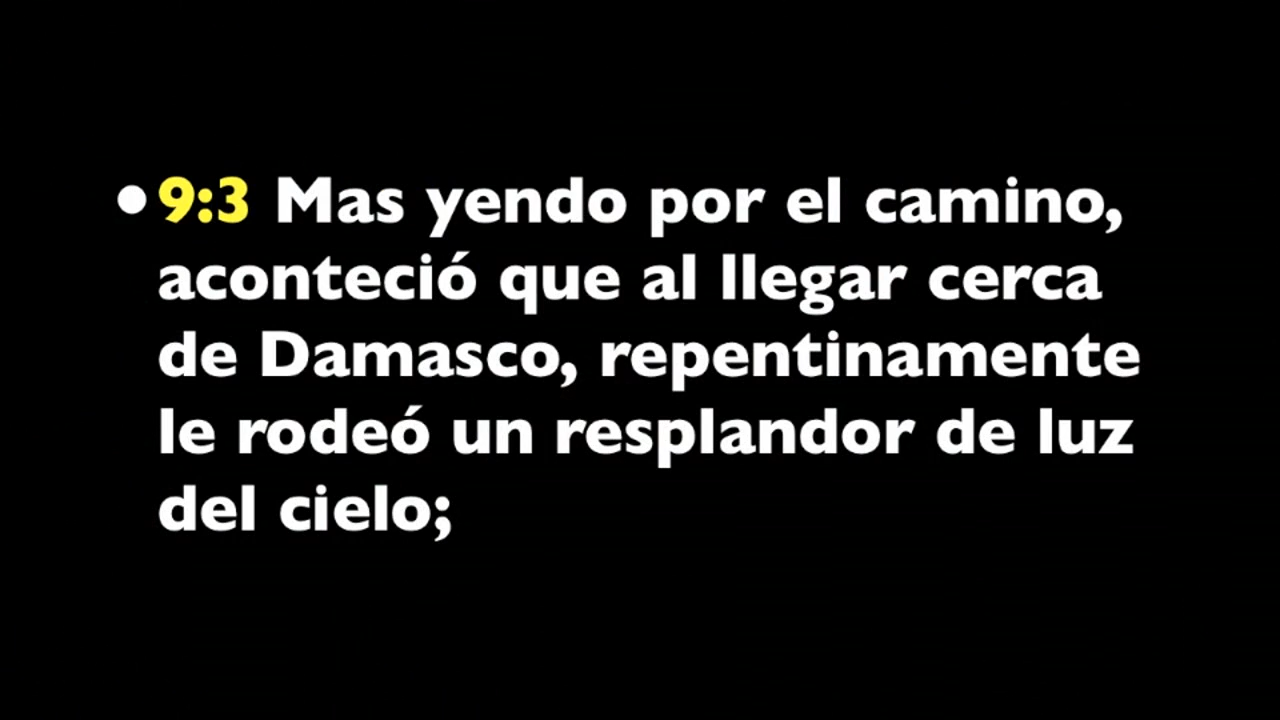 •9:3 Mas yendo por el camino,
aconteció que al llegar cerca
de Damasco, repentinamente
le rodeó un resplandor de luz
del cielo;